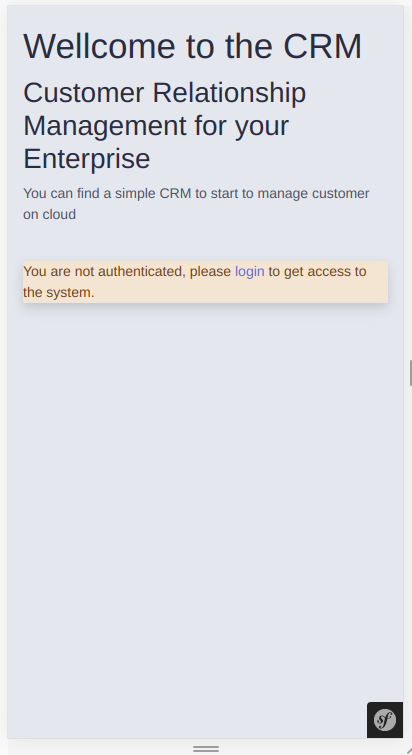 Wellcome to the CRM
Customer Relationship
Management for your
Enterprise
You can find a simple CRM to start to manage customer
on cloud
You are not authenticated, please login to get access to
the system.
sf